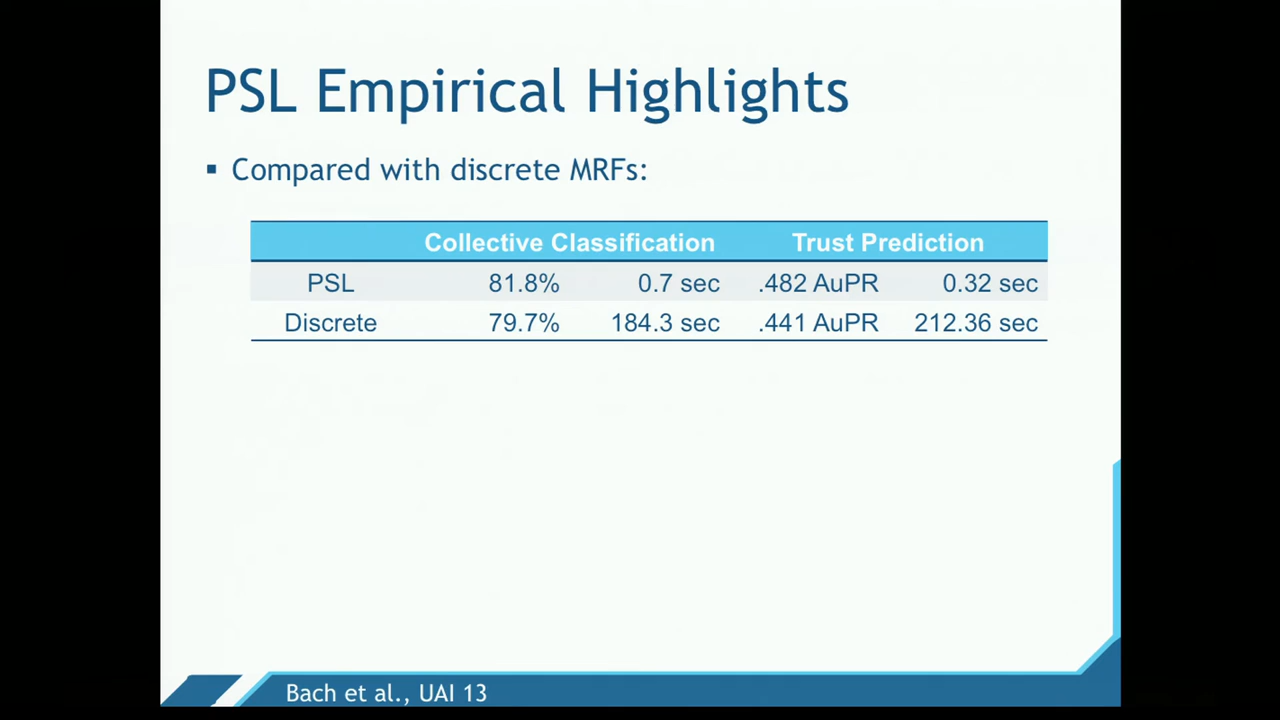 PSL Empirical Highlights
▪ Compared with discrete MRFs:
Collective Classification Trust Prediction
PSL 81.8% 0.7 sec .482 AuPR 0.32 sec
Discrete 79.7% 184.3 sec .441 AuPR 212.36 sec
Bach et al., UAI 13